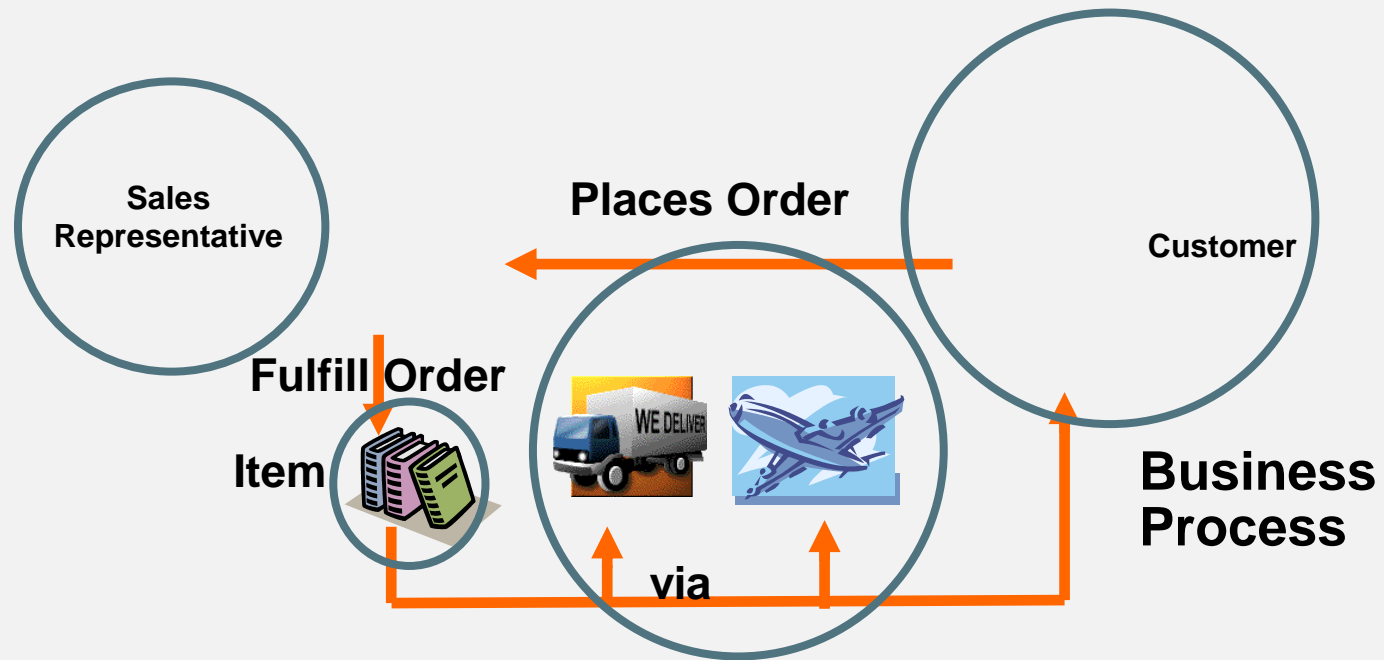 Sales
Representative
Places Order
Customer
Fulfill Order
WE DELIVER
Item
Business
Process
via